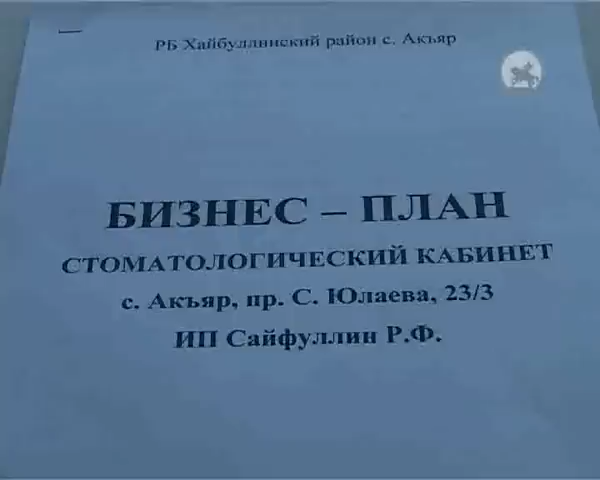 РБ Хайбуллинский район с. Акъяр
БИЗНЕС – ПЛАН
СТОМАТОЛОГИЧЕСКИЙ КАБИНЕТ
с. Акъяр, пр. С. Юлаева, 23/3
ИП Сайфуллин Р.Ф.